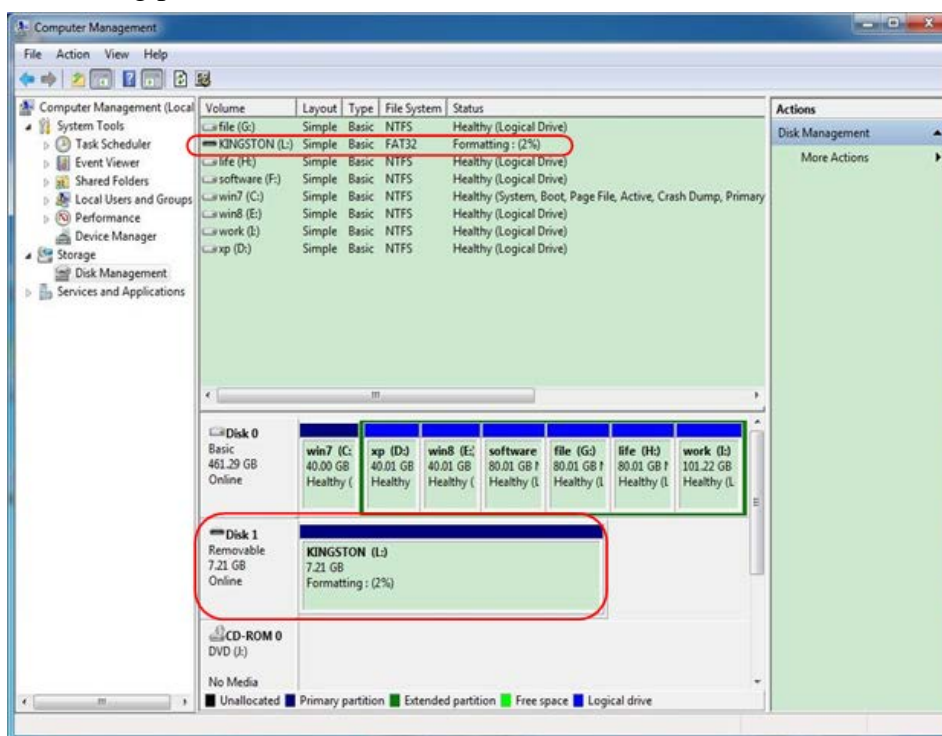 Computer Management
File Action View Help
Computer Management (Local
System Tools
Task Scheduler
Event Viewer
Shared Folders
Local Users and Groups
Performance
Device Manager
Storage
Disk Management
Services and Applications
Volume Layout Type File System Status
file (G:) Simple Basic NTFS Healthy (Logical Drive)
KINGSTON (L:) Simple Basic FAT32 Formatting : (2%)
life (H:) Simple Basic NTFS Healthy (Logical Drive)
software (F:) Simple Basic NTFS Healthy (Logical Drive)
win7 (C:) Simple Basic NTFS Healthy (System, Boot, Page File, Active, Crash Dump, Primary
win8 (E:) Simple Basic NTFS Healthy (Logical Drive)
work (I:) Simple Basic NTFS Healthy (Logical Drive)
xp (D:) Simple Basic NTFS Healthy (Logical Drive)
Actions
Disk Management
More Actions
Disk 0
Basic
461.29 GB
Online
win7 (C:
40.00 GB
Healthy (
xp (D:)
40.01 GB
Healthy
win8 (E:
40.01 GB
Healthy (
software
80.01 GB
Healthy (L
file (G:)
80.01 GB
Healthy (L
life (H:)
80.01 GB
Healthy (L
work (I:)
101.22 GB
Healthy (L
Disk 1
Removable
7.21 GB
Online
KINGSTON (L:)
7.21 GB
Formatting : (2%)
CD-ROM 0
DVD (J:)
No Media
Unallocated Primary partition Extended partition Free space Logical drive